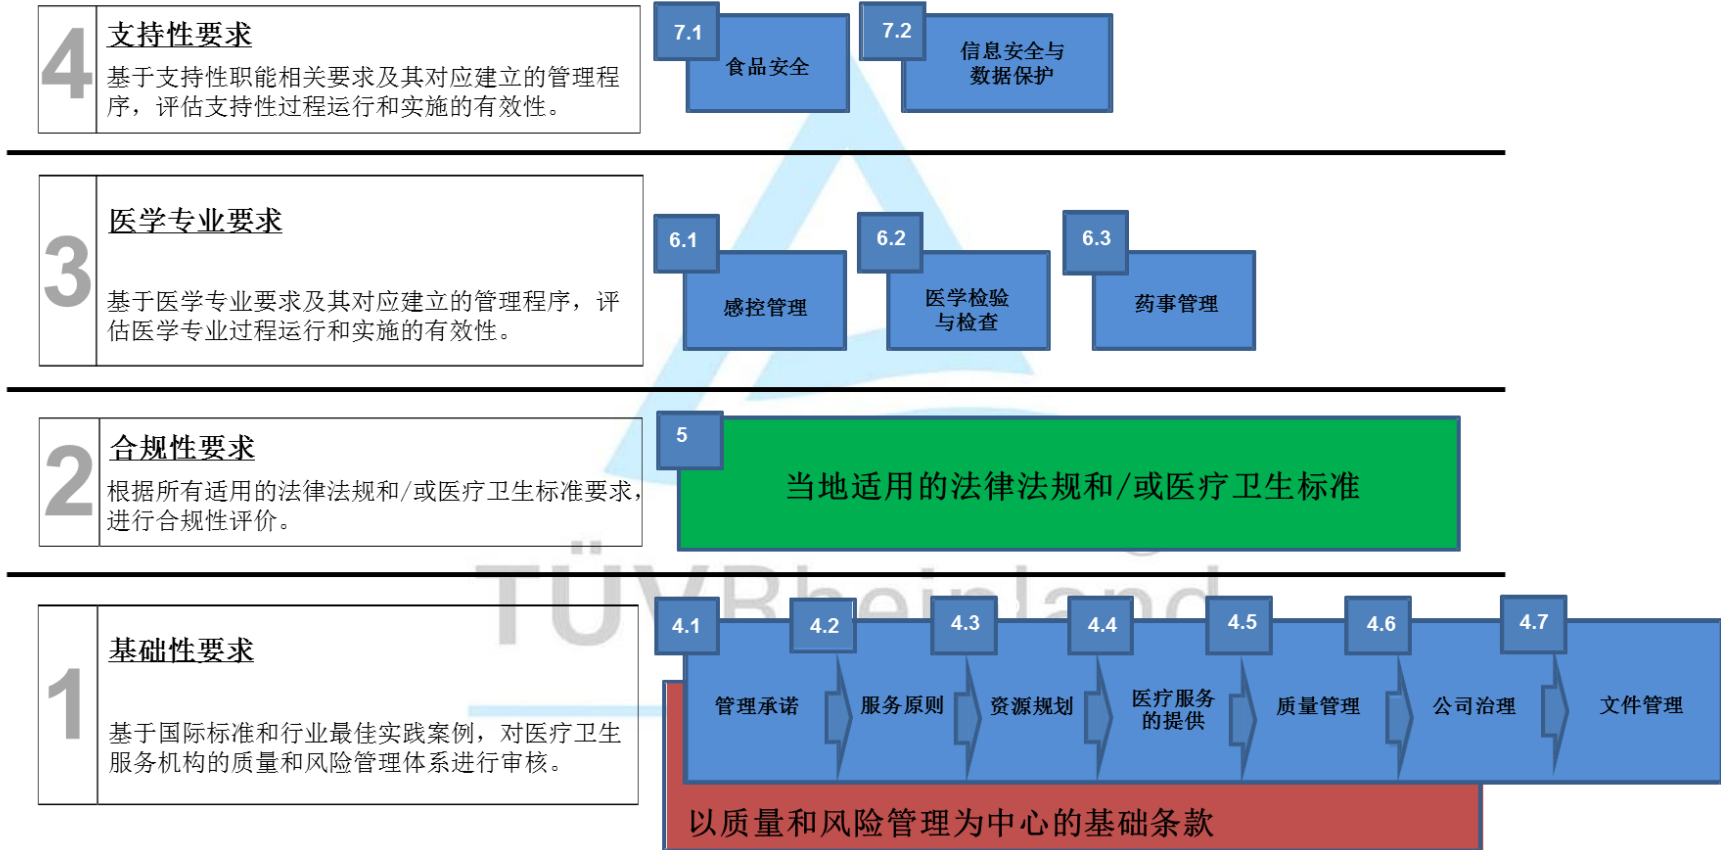 4
支持性要求
基于支持性职能相关要求及其对应建立的管理程
序，评估支持性过程运行和实施的有效性。
7.1
食品安全
7.2
信息安全与
数据保护
3
医学专业要求
基于医学专业要求及其对应建立的管理程序，评
估医学专业过程运行和实施的有效性。
6.1
感控管理
6.2
医学检验
与检查
6.3
药事管理
2
合规性要求
根据所有适用的法律法规和/或医疗卫生标准要求，
进行合规性评价。
5
当地适用的法律法规和/或医疗卫生标准
TÜVRheinland
1
基础性要求
基于国际标准和行业最佳实践案例，对医疗卫生
服务机构的质量和风险管理体系进行审核。
4.1
管理承诺
4.2
服务原则
4.3
资源规划
4.4
医疗服务
的提供
4.5
质量管理
4.6
公司治理
4.7
文件管理
以质量和风险管理为中心的基础条款